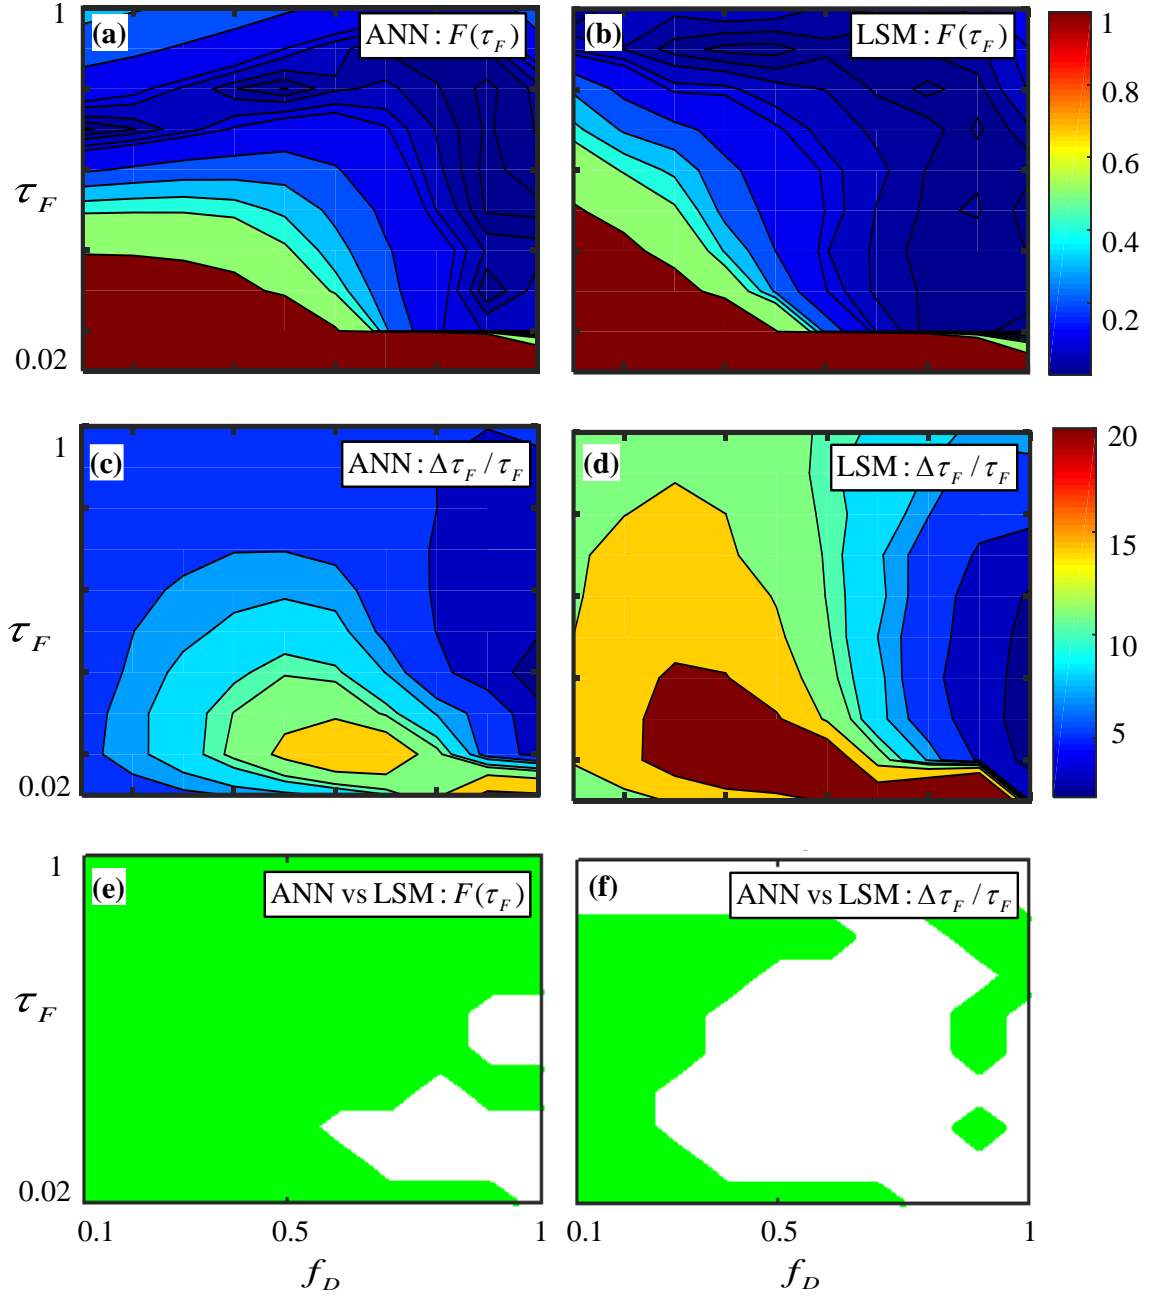 1
(a)
ANN : F(τ_F)
(b)
LSM : F(τ_F)
1
0.8
0.6
0.4
0.2
τ_F
0.02
1
(c)
ANN : Δτ_F / τ_F
(d)
LSM : Δτ_F / τ_F
20
15
10
5
τ_F
0.02
1
(e)
ANN vs LSM : F(τ_F)
(f)
ANN vs LSM : Δτ_F / τ_F
τ_F
0.02
0.1 0.5 1
0.1 0.5 1
f_D
f_D